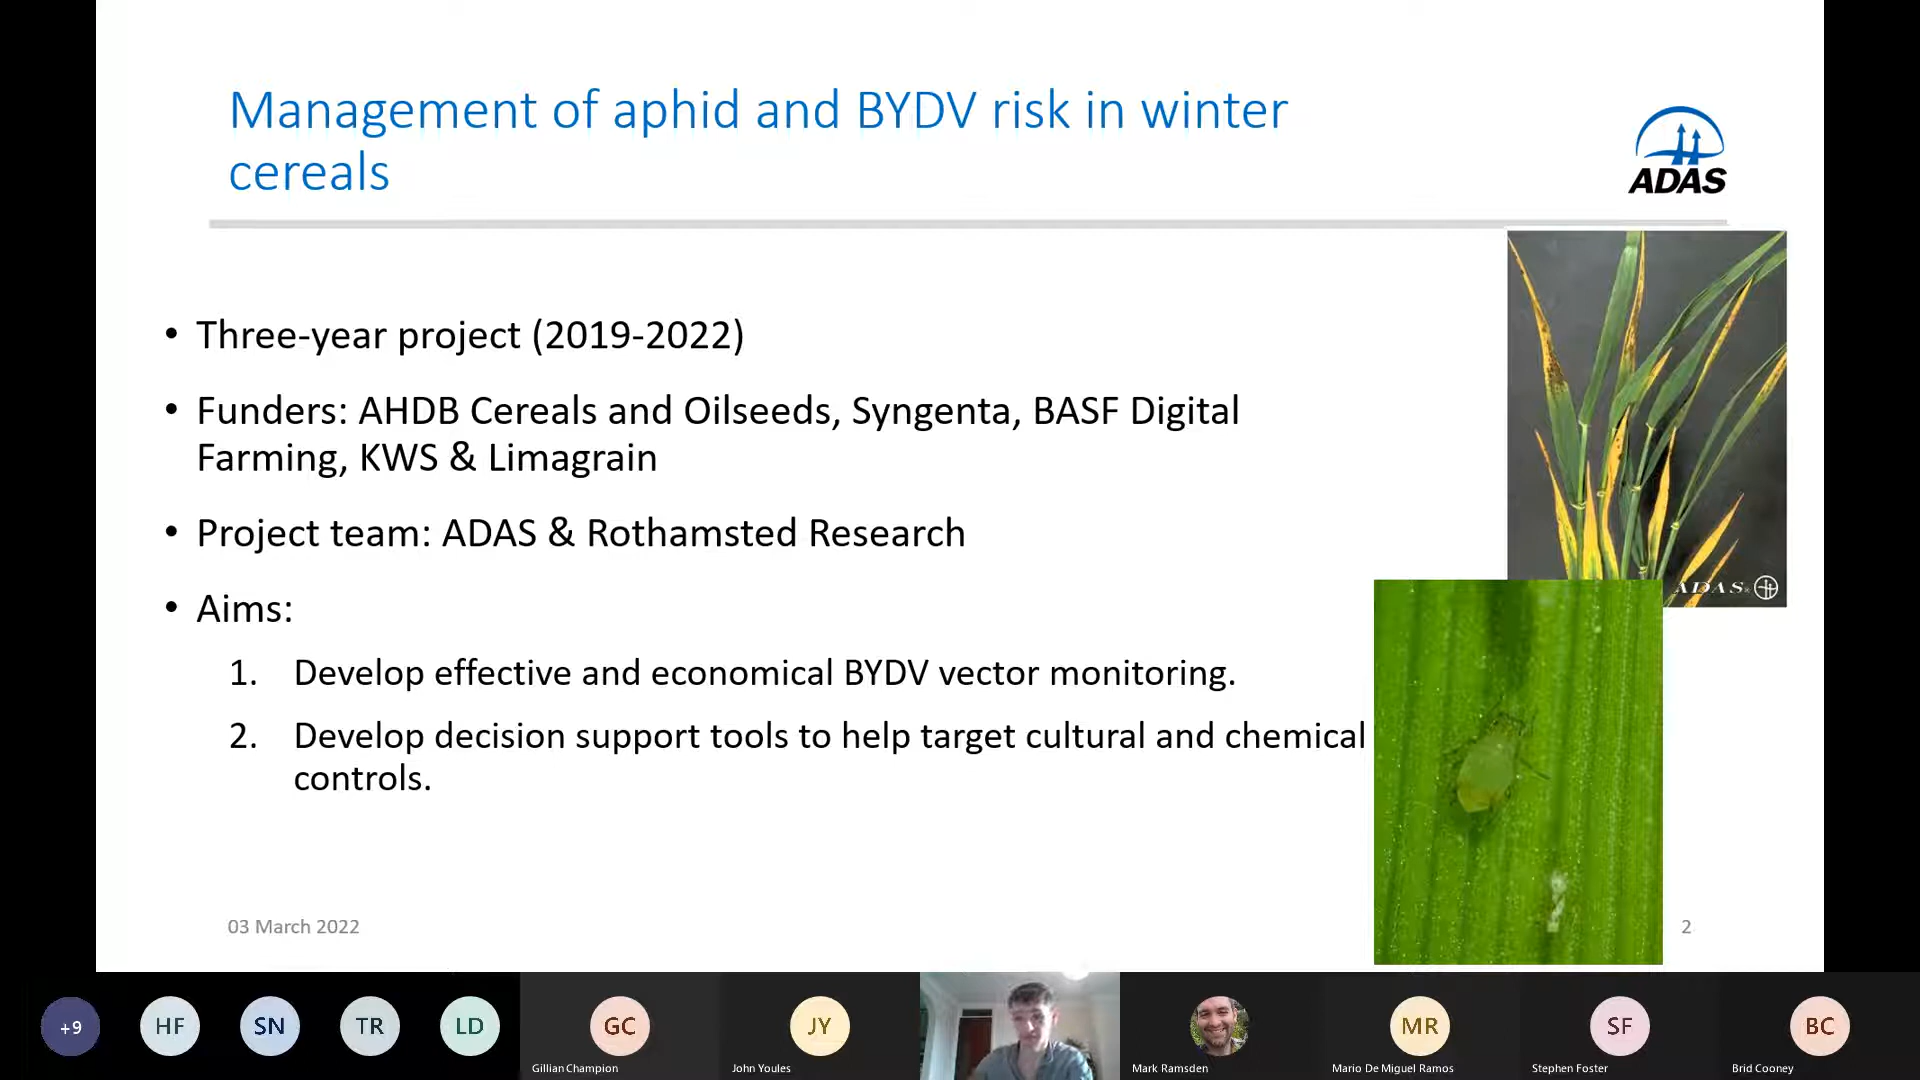 Management of aphid and BYDV risk in winter
cereals
ADAS
• Three-year project (2019-2022)
• Funders: AHDB Cereals and Oilseeds, Syngenta, BASF Digital
Farming, KWS & Limagrain
• Project team: ADAS & Rothamsted Research
• Aims:
1. Develop effective and economical BYDV vector monitoring.
2. Develop decision support tools to help target cultural and chemical
controls.
ADAS®
03 March 2022
2
+9
HF
SN
TR
LD
GC
JY
MR
SF
BC
Gillian Champion
John Youles
Mark Ramsden
Mario De Miguel Ramos
Stephen Foster
Brid Cooney